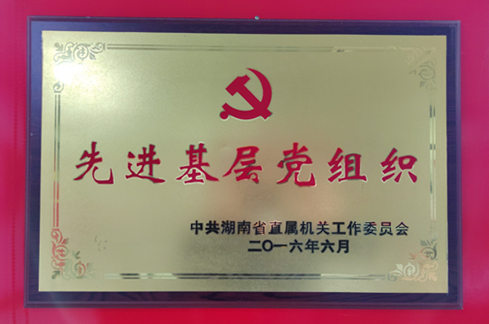 先进基层党组织
中共湖南省直属机关工作委员会
二〇一六年六月